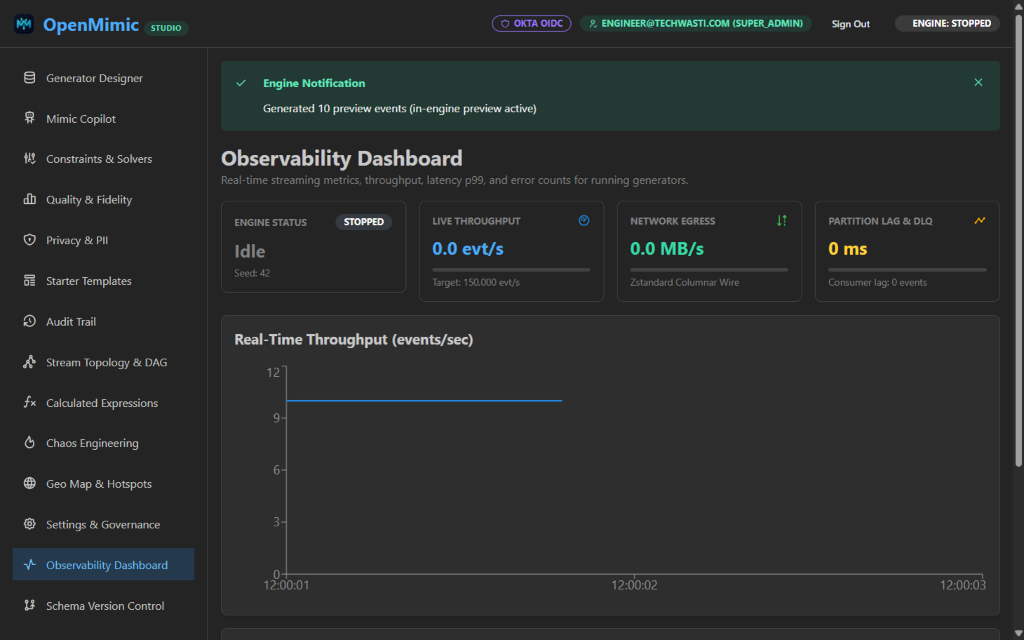 OpenMimic STUDIO
OKTA OIDC
ENGINEER@TECHWASTI.COM (SUPER_ADMIN)
Sign Out
ENGINE: STOPPED
Generator Designer
Mimic Copilot
Constraints & Solvers
Quality & Fidelity
Privacy & PII
Starter Templates
Audit Trail
Stream Topology & DAG
Calculated Expressions
Chaos Engineering
Geo Map & Hotspots
Settings & Governance
Observability Dashboard
Schema Version Control
Engine Notification
Generated 10 preview events (in-engine preview active)
Observability Dashboard
Real-time streaming metrics, throughput, latency p99, and error counts for running generators.
ENGINE STATUS STOPPED
Idle
Seed: 42
LIVE THROUGHPUT
0.0 evt/s
Target: 150,000 evt/s
NETWORK EGRESS
0.0 MB/s
Zstandard Columnar Wire
PARTITION LAG & DLQ
0 ms
Consumer lag: 0 events
Real-Time Throughput (events/sec)
12
9
6
3
0
12:00:01 12:00:02 12:00:03